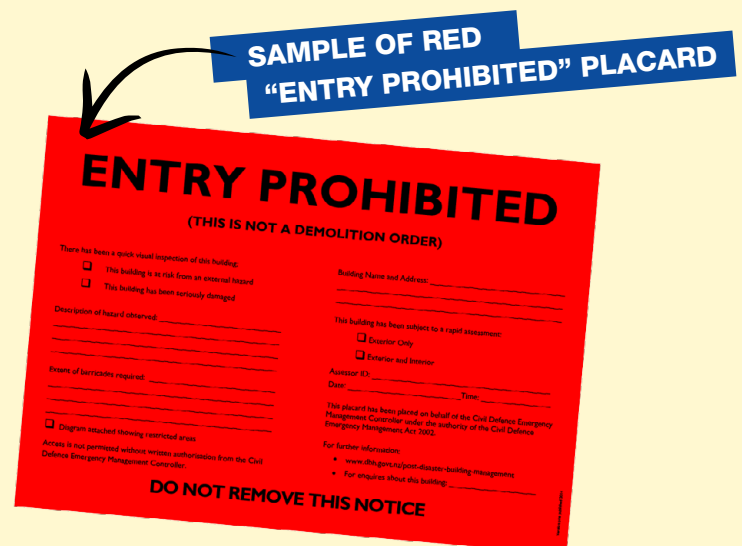 SAMPLE OF RED
“ENTRY PROHIBITED” PLACARD
ENTRY PROHIBITED
(THIS IS NOT A DEMOLITION ORDER)
There has been a quick visual inspection of this building:
This building is at risk from an external hazard
This building has been seriously damaged
Description of hazard observed:
Extent of barricades required:
Diagram attached showing restricted areas
Access is not permitted without written authorisation from the Civil
Defence Emergency Management Controller.
Building Name and Address:
This building has been subject to a rapid assessment:
Exterior Only
Exterior and Interior
Assessor ID:
Date: Time:
This placard has been placed on behalf of the Civil Defence Emergency
Management Controller under the authority of the Civil Defence
Emergency Management Act 2002.
For further information:
• For enquires about this building:
DO NOT REMOVE THIS NOTICE